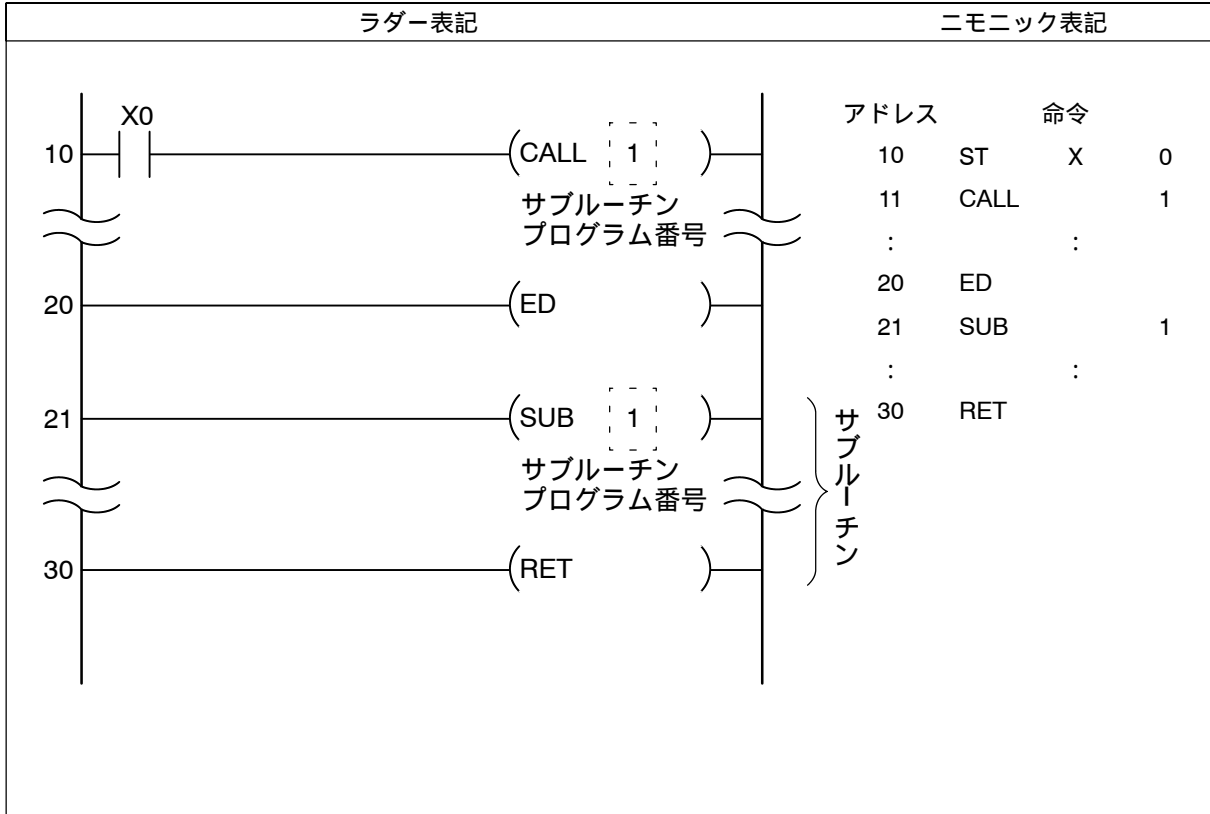 ラダー表記
ニモニック表記
X0
10
CALL 1
サブルーチン
プログラム番号
20
ED
21
SUB 1
サブルーチン
プログラム番号
30
RET
サブルーチン
アドレス 命令
10 ST X 0
11 CALL 1
: :
20 ED
21 SUB 1
: :
30 RET